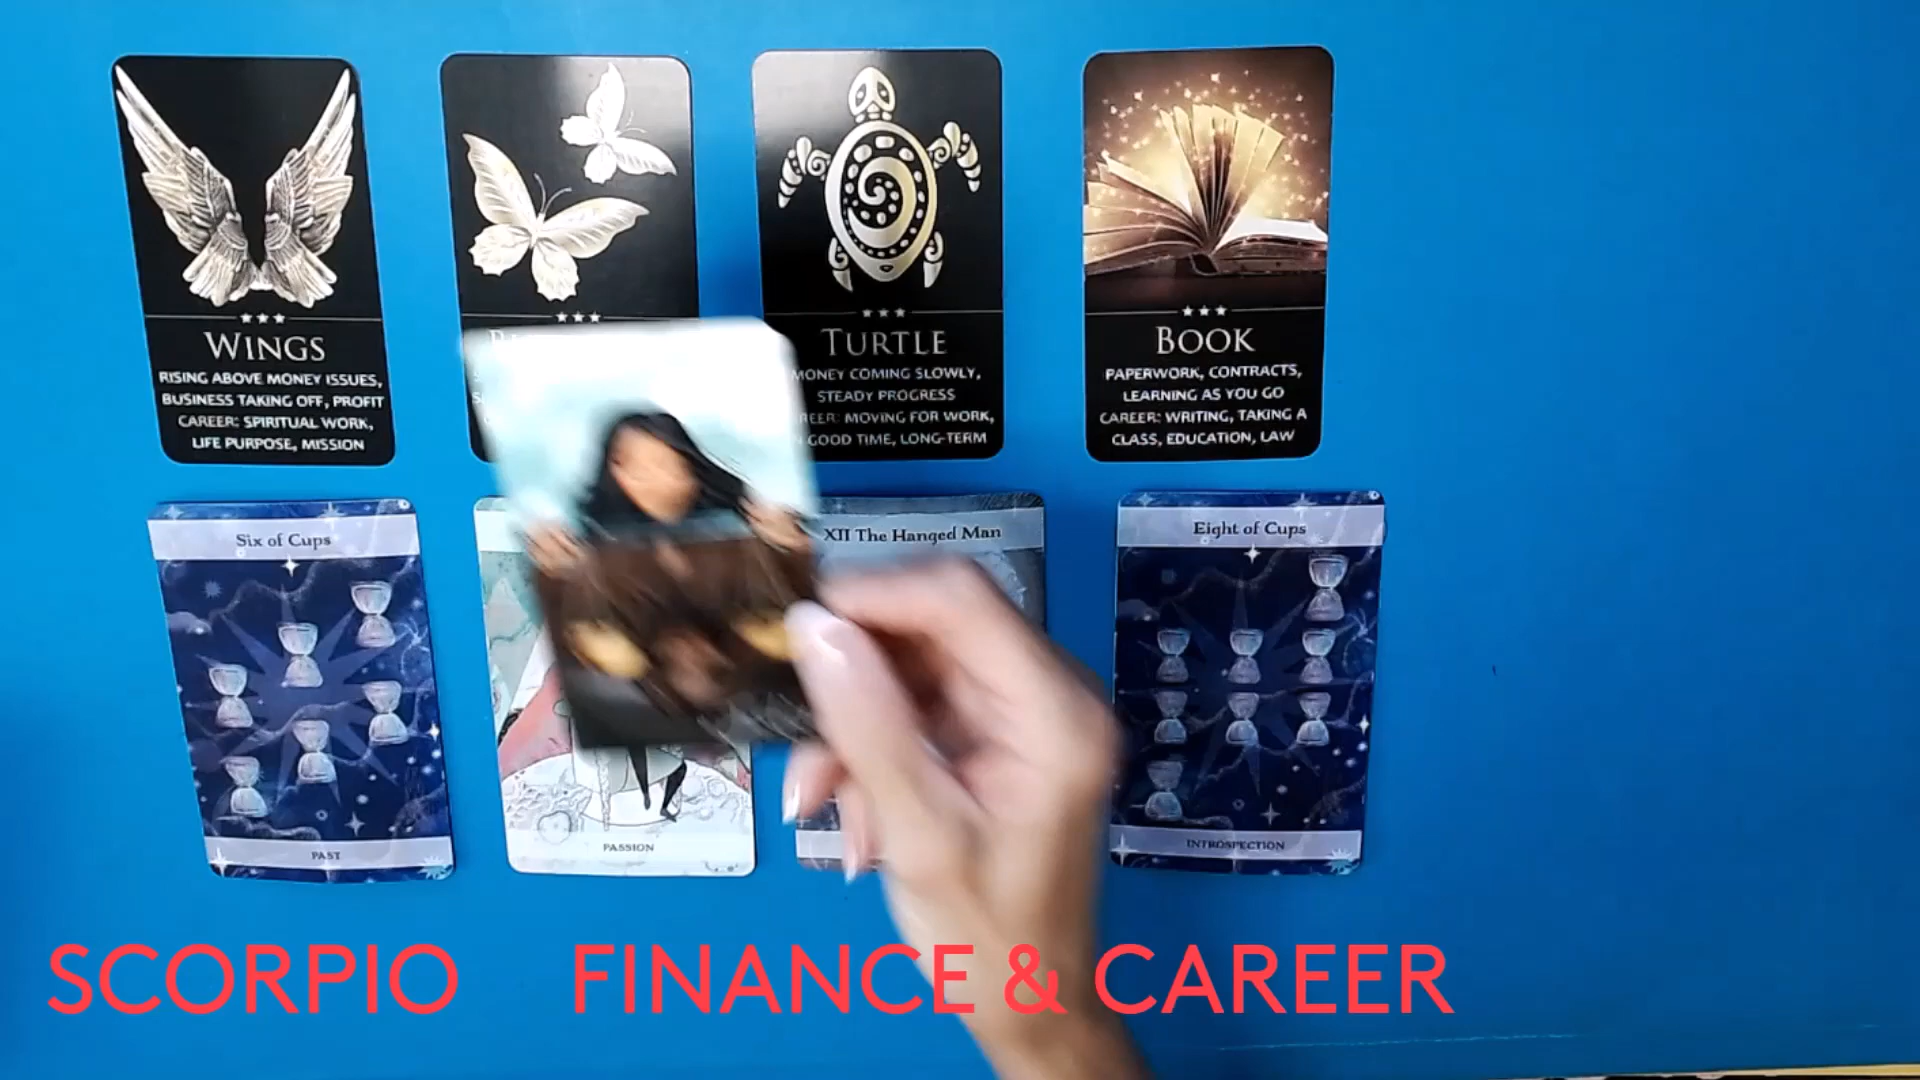 WINGS
RISING ABOVE MONEY ISSUES,
BUSINESS TAKING OFF, PROFIT
CAREER: SPIRITUAL WORK,
LIFE PURPOSE, MISSION
TURTLE
MONEY COMING SLOWLY,
STEADY PROGRESS
MOVING FOR WORK,
GOOD TIME, LONG-TERM
BOOK
PAPERWORK, CONTRACTS,
LEARNING AS YOU GO
CAREER: WRITING, TAKING A
CLASS, EDUCATION, LAW
Six of Cups
PAST
PASSION
XII The Hanged Man
Eight of Cups
INTROSPECTION
SCORPIO FINANCE & CAREER